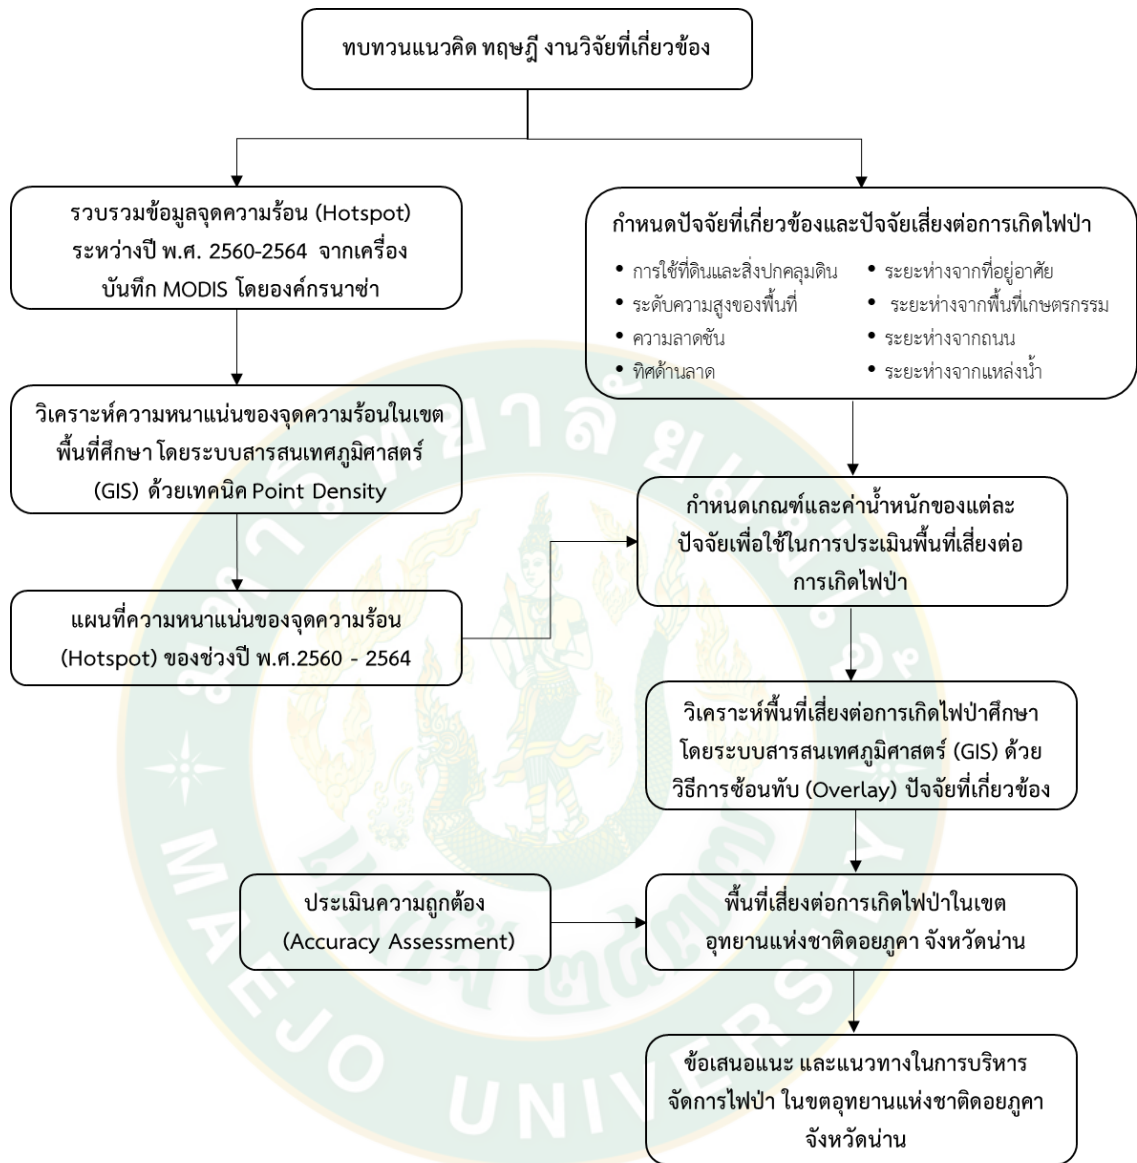 ทบทวนแนวคิด ทฤษฎี งานวิจัยที่เกี่ยวข้อง
รวบรวมข้อมูลจุดความร้อน (Hotspot)
ระหว่างปี พ.ศ. 2560-2564 จากเครื่อง
บันทึก MODIS โดยองค์กรนาซ่า
กำหนดปัจจัยที่เกี่ยวข้องและปัจจัยเสี่ยงต่อการเกิดไฟป่า
• การใช้ที่ดินและสิ่งปกคลุมดิน
• ระดับความสูงของพื้นที่
• ความลาดชัน
• ทิศด้านลาด
• ระยะห่างจากที่อยู่อาศัย
• ระยะห่างจากพื้นที่เกษตรกรรม
• ระยะห่างจากถนน
• ระยะห่างจากแหล่งน้ำ
วิเคราะห์ความหนาแน่นของจุดความร้อนในเขต
พื้นที่ศึกษา โดยระบบสารสนเทศภูมิศาสตร์
(GIS) ด้วยเทคนิค Point Density
กำหนดเกณฑ์และค่าน้ำหนักของแต่ละ
ปัจจัยเพื่อใช้ในการประเมินพื้นที่เสี่ยงต่อ
การเกิดไฟป่า
แผนที่ความหนาแน่นของจุดความร้อน
(Hotspot) ของช่วงปี พ.ศ.2560 - 2564
วิเคราะห์พื้นที่เสี่ยงต่อการเกิดไฟป่าศึกษา
โดยระบบสารสนเทศภูมิศาสตร์ (GIS) ด้วย
วิธีการซ้อนทับ (Overlay) ปัจจัยที่เกี่ยวข้อง
ประเมินความถูกต้อง
(Accuracy Assessment)
พื้นที่เสี่ยงต่อการเกิดไฟป่าในเขต
อุทยานแห่งชาติดอยภูคา จังหวัดน่าน
ข้อเสนอแนะ และแนวทางในการบริหาร
จัดการไฟป่า ในขตอุทยานแห่งชาติดอยภูคา
จังหวัดน่าน
มหาวิทยาลัยแม่โจ้
แม่โจ้ ๒๔๗๗
MAEJO UNIVERSITY